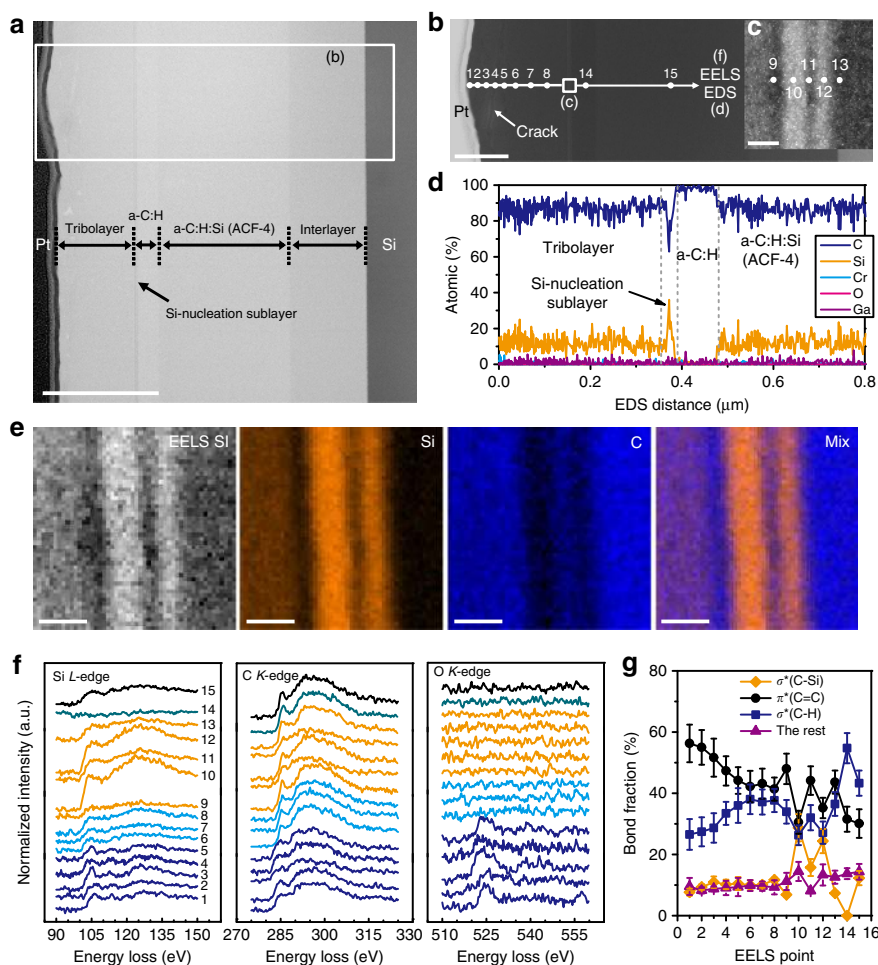 a
(b)
a-C:H
Tribolayer
a-C:H:Si (ACF-4)
Interlayer
Pt
Si
Si-nucleation sublayer
b
1 2 3 4 5 6 7 8 14 15
(c)
(f)
EELS
EDS
(d)
Pt
Crack
c
9 11 13
10 12
d
100
80
60
40
20
0
Atomic (%)
Tribolayer
a-C:H
a-C:H:Si
(ACF-4)
Si-nucleation
sublayer
C
Si
Cr
O
Ga
0.0 0.2 0.4 0.6 0.8
EDS distance (μm)
e
EELS SI
Si
C
Mix
f
Normalized intensity (a.u.)
Si L-edge
15
14
13
12
11
10
9
8
7
6
5
4
3
2
1
90 105 120 135 150
Energy loss (eV)
C K-edge
270 285 300 325
Energy loss (eV)
O K-edge
510 525 540 555
Energy loss (eV)
g
80
60
40
20
0
Bond fraction (%)
σ*(C-Si)
π*(C=C)
σ*(C-H)
The rest
0 2 4 6 8 10 12 14 16
EELS point